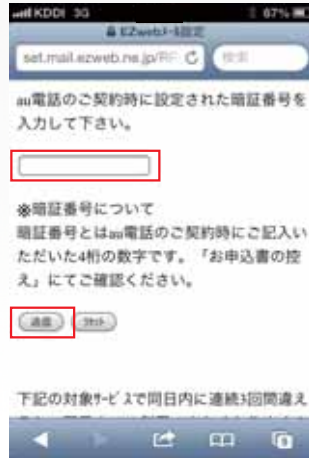 KDDI 3G 67%
EZwebﾒｰﾙ設定
set.mail.ezweb.ne.jp/RF 検索
au電話のご契約時に設定された暗証番号を
入力して下さい。
※暗証番号について
暗証番号とはau電話のご契約時にご記入い
ただいた4桁の数字です。「お申込書の控
え」にてご確認ください。
送信 ﾘｾｯﾄ
下記の対象ｻｰﾋﾞｽで同日内に連続3回間違え